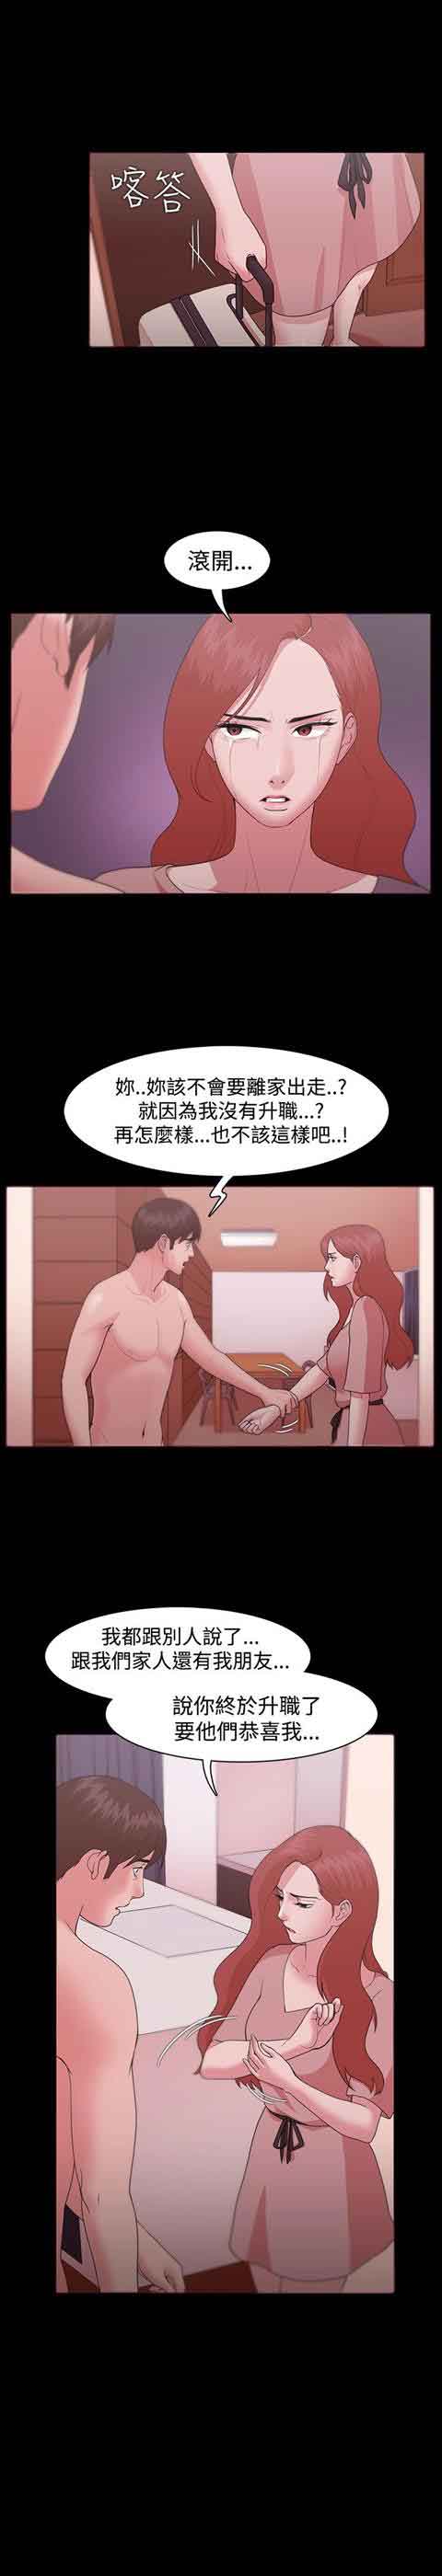 喀答
滾開...
妳..妳該不會要離家出走..?
就因為我沒有升職...?
再怎麼樣...也不該這樣吧..!
我都跟別人說了...
跟我們家人還有我朋友...
說你終於升職了
要他們恭喜我...